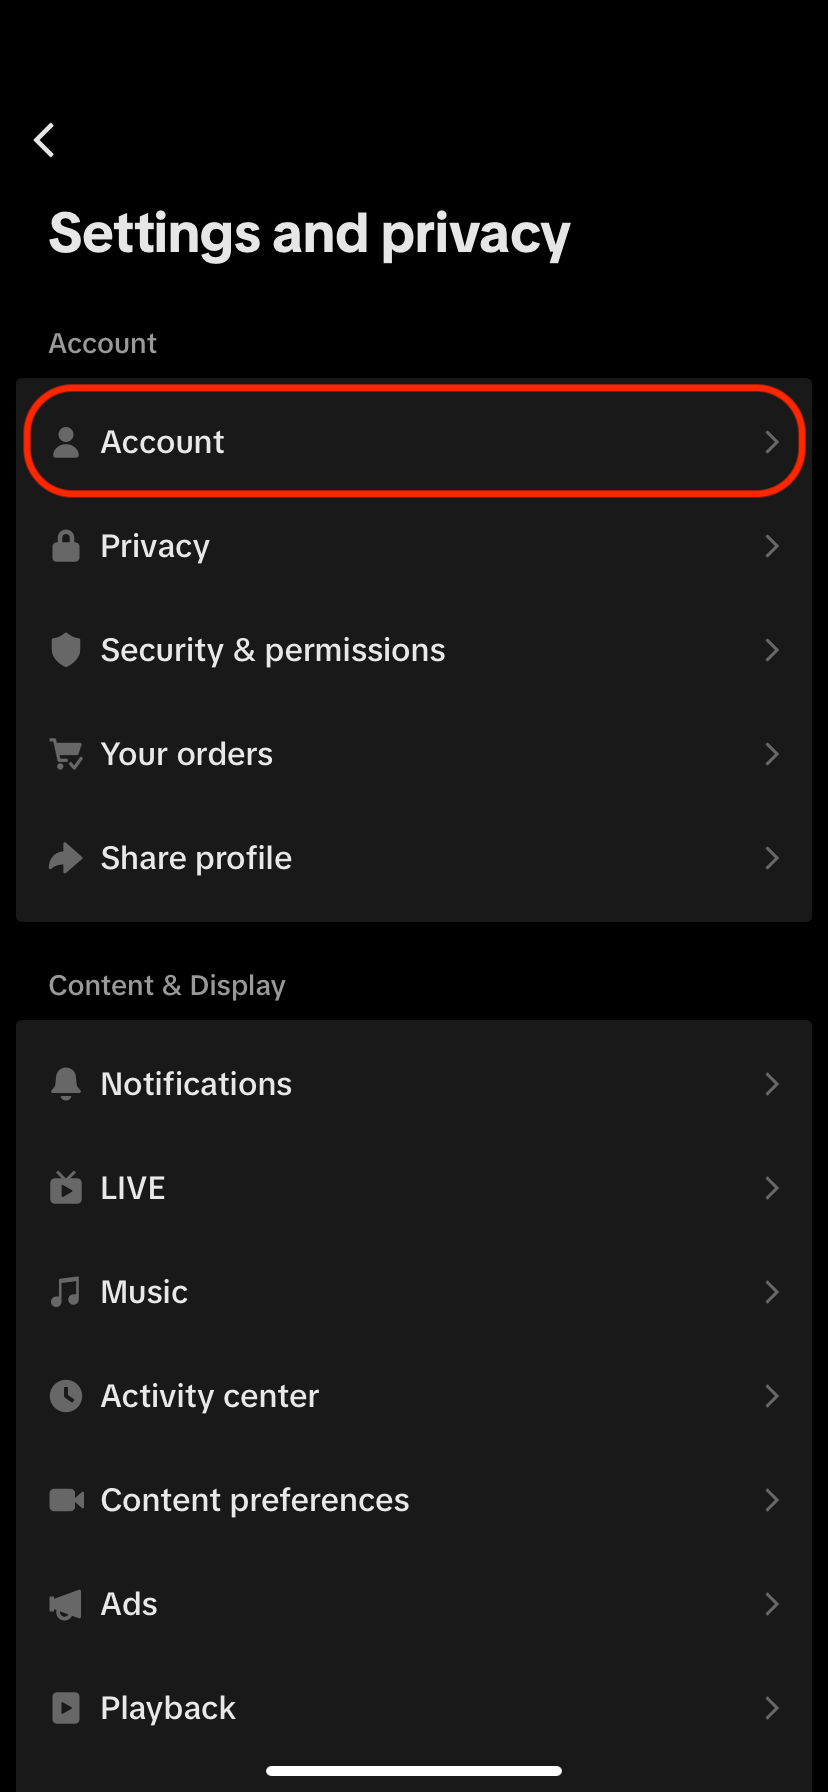 Settings and privacy
Account
Account
Privacy
Security & permissions
Your orders
Share profile
Content & Display
Notifications
LIVE
Music
Activity center
Content preferences
Ads
Playback